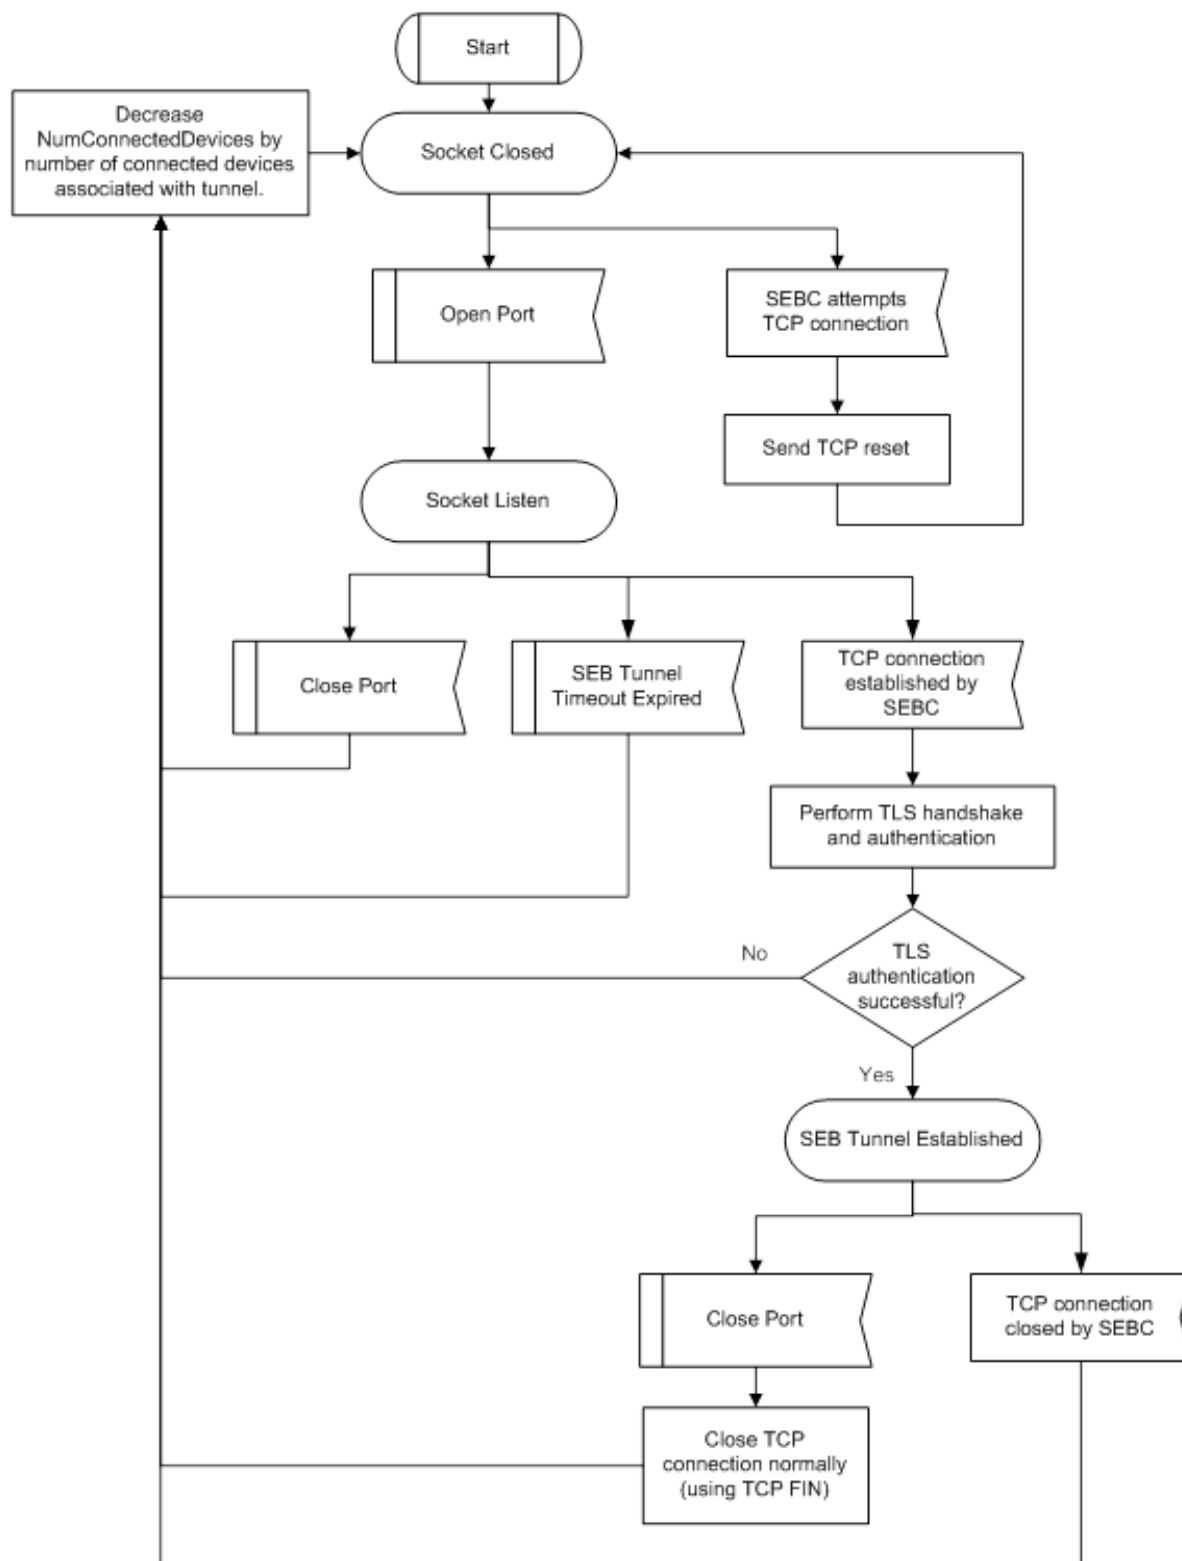 Start
Decrease
NumConnectedDevices by
number of connected devices
associated with tunnel.
Socket Closed
Open Port
SEBC attempts
TCP connection
Send TCP reset
Socket Listen
Close Port
SEB Tunnel
Timeout Expired
TCP connection
established by
SEBC
Perform TLS handshake
and authentication
No
TLS
authentication
successful?
Yes
SEB Tunnel Established
Close Port
TCP connection
closed by SEBC
Close TCP
connection normally
(using TCP FIN)